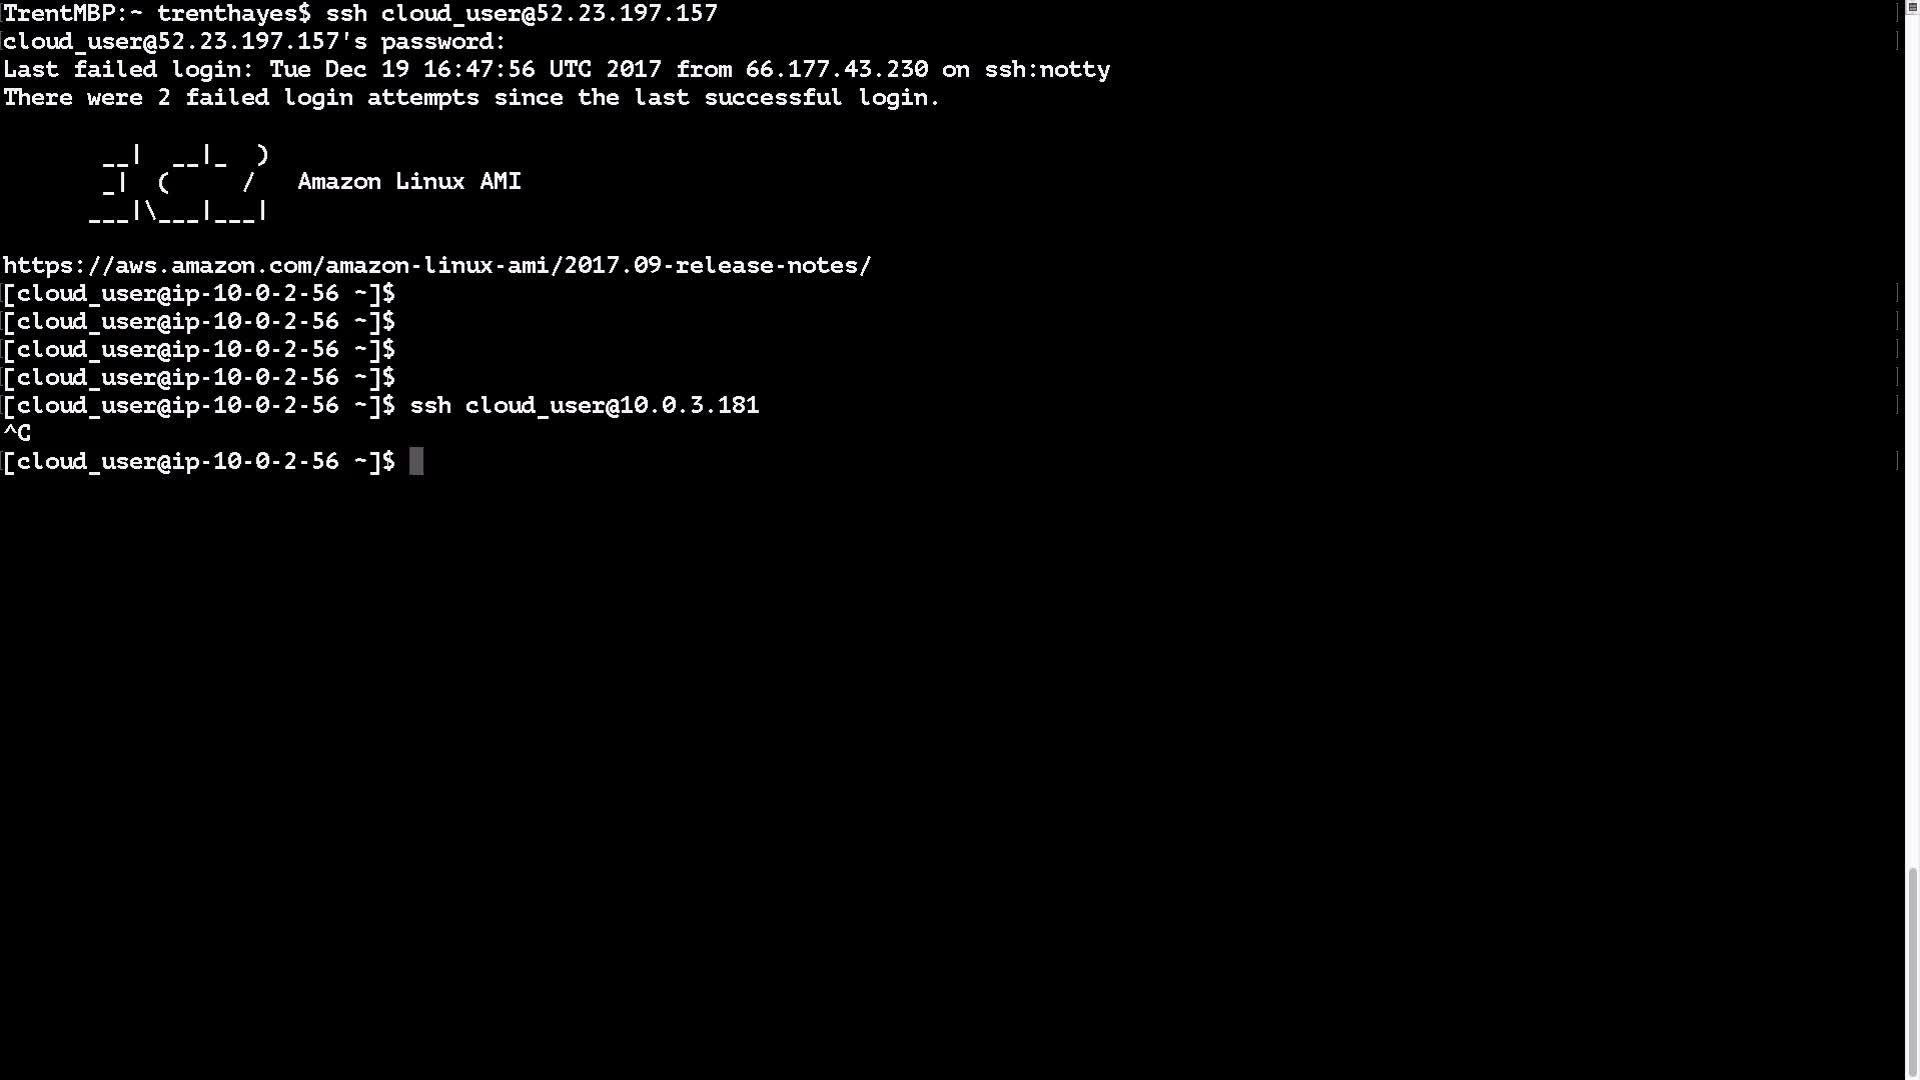 TrentMBP:~ trenthayes$ ssh cloud_user@52.23.197.157
cloud_user@52.23.197.157's password:
Last failed login: Tue Dec 19 16:47:56 UTC 2017 from 66.177.43.230 on ssh:notty
There were 2 failed login attempts since the last successful login.

       __|  __|_  )
       _|  (     /   Amazon Linux AMI
      ___|\___|___|

https://aws.amazon.com/amazon-linux-ami/2017.09-release-notes/
[cloud_user@ip-10-0-2-56 ~]$
[cloud_user@ip-10-0-2-56 ~]$
[cloud_user@ip-10-0-2-56 ~]$
[cloud_user@ip-10-0-2-56 ~]$
[cloud_user@ip-10-0-2-56 ~]$ ssh cloud_user@10.0.3.181
^C
[cloud_user@ip-10-0-2-56 ~]$